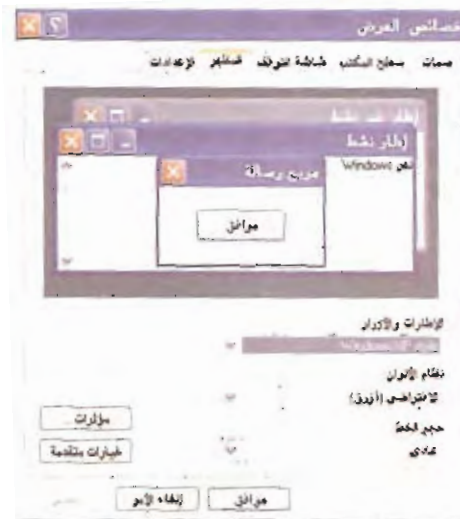 خصائص العرض
سمات سطح المكتب شاشة التوقف المظهر الإعدادات
إطار غير نشط
إطار نشط
نص Windows
مربع رسالة
موافق
الإطارات والأزرار
نظام الألوان
الافتراضي (أزرق)
حجم الخط
عادي
مؤثرات
خيارات متقدمة
موافق
إلغاء الأمر